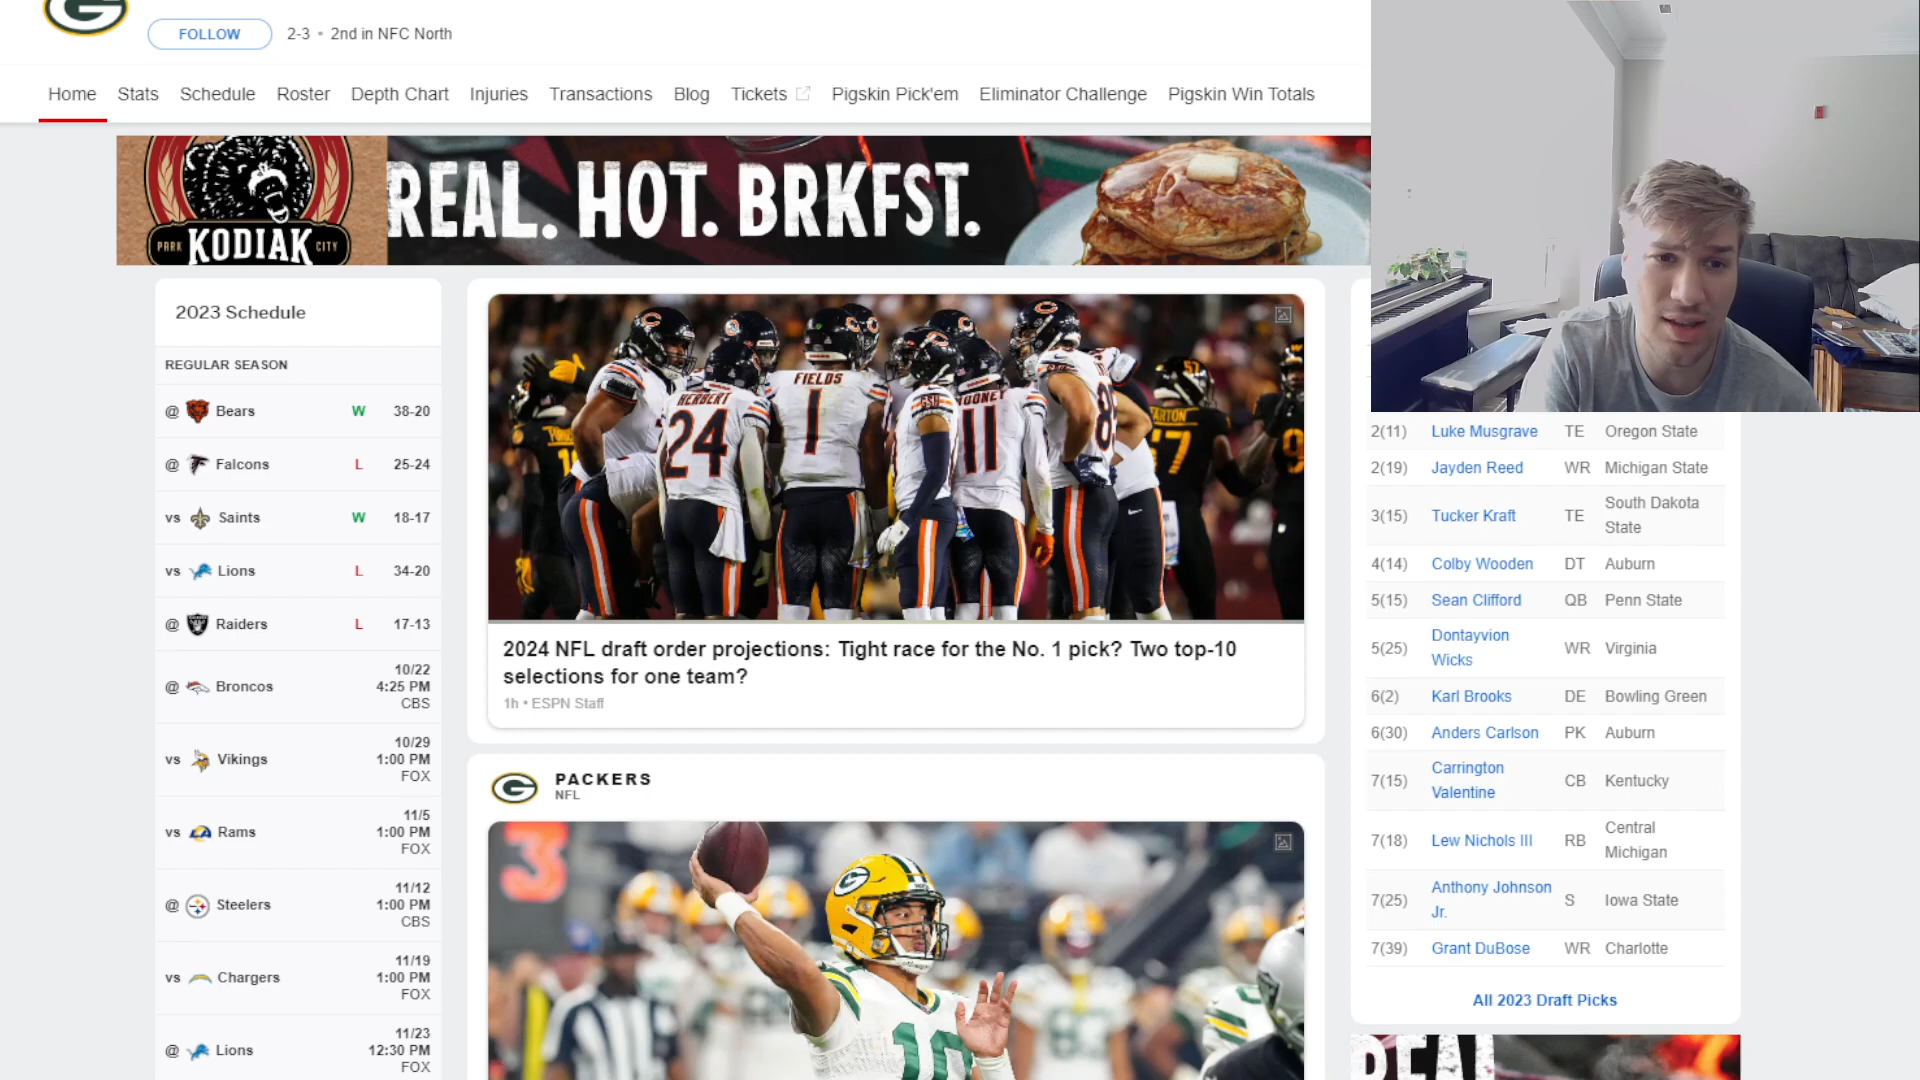 FOLLOW
2-3 • 2nd in NFC North
Home Stats Schedule Roster Depth Chart Injuries Transactions Blog Tickets Pigskin Pick'em Eliminator Challenge Pigskin Win Totals
PARK KODIAK CITY
REAL. HOT. BRKFST.
2023 Schedule
REGULAR SEASON
@ Bears W 38-20
@ Falcons L 25-24
vs Saints W 18-17
vs Lions L 34-20
@ Raiders L 17-13
10/22
@ Broncos 4:25 PM
CBS
10/29
vs Vikings 1:00 PM
FOX
11/5
vs Rams 1:00 PM
FOX
11/12
@ Steelers 1:00 PM
CBS
11/19
vs Chargers 1:00 PM
FOX
11/23
@ Lions 12:30 PM
FOX
HERBERT
24
FIELDS
1
MOONEY
11
8
57
2024 NFL draft order projections: Tight race for the No. 1 pick? Two top-10
selections for one team?
1h • ESPN Staff
PACKERS
NFL
3
G
10
2(11) Luke Musgrave TE Oregon State
2(19) Jayden Reed WR Michigan State
3(15) Tucker Kraft TE South Dakota
State
4(14) Colby Wooden DT Auburn
5(15) Sean Clifford QB Penn State
5(25) Dontayvion
Wicks WR Virginia
6(2) Karl Brooks DE Bowling Green
6(30) Anders Carlson PK Auburn
7(15) Carrington
Valentine CB Kentucky
7(18) Lew Nichols III RB Central
Michigan
7(25) Anthony Johnson
Jr. S Iowa State
7(39) Grant DuBose WR Charlotte
All 2023 Draft Picks
REAL